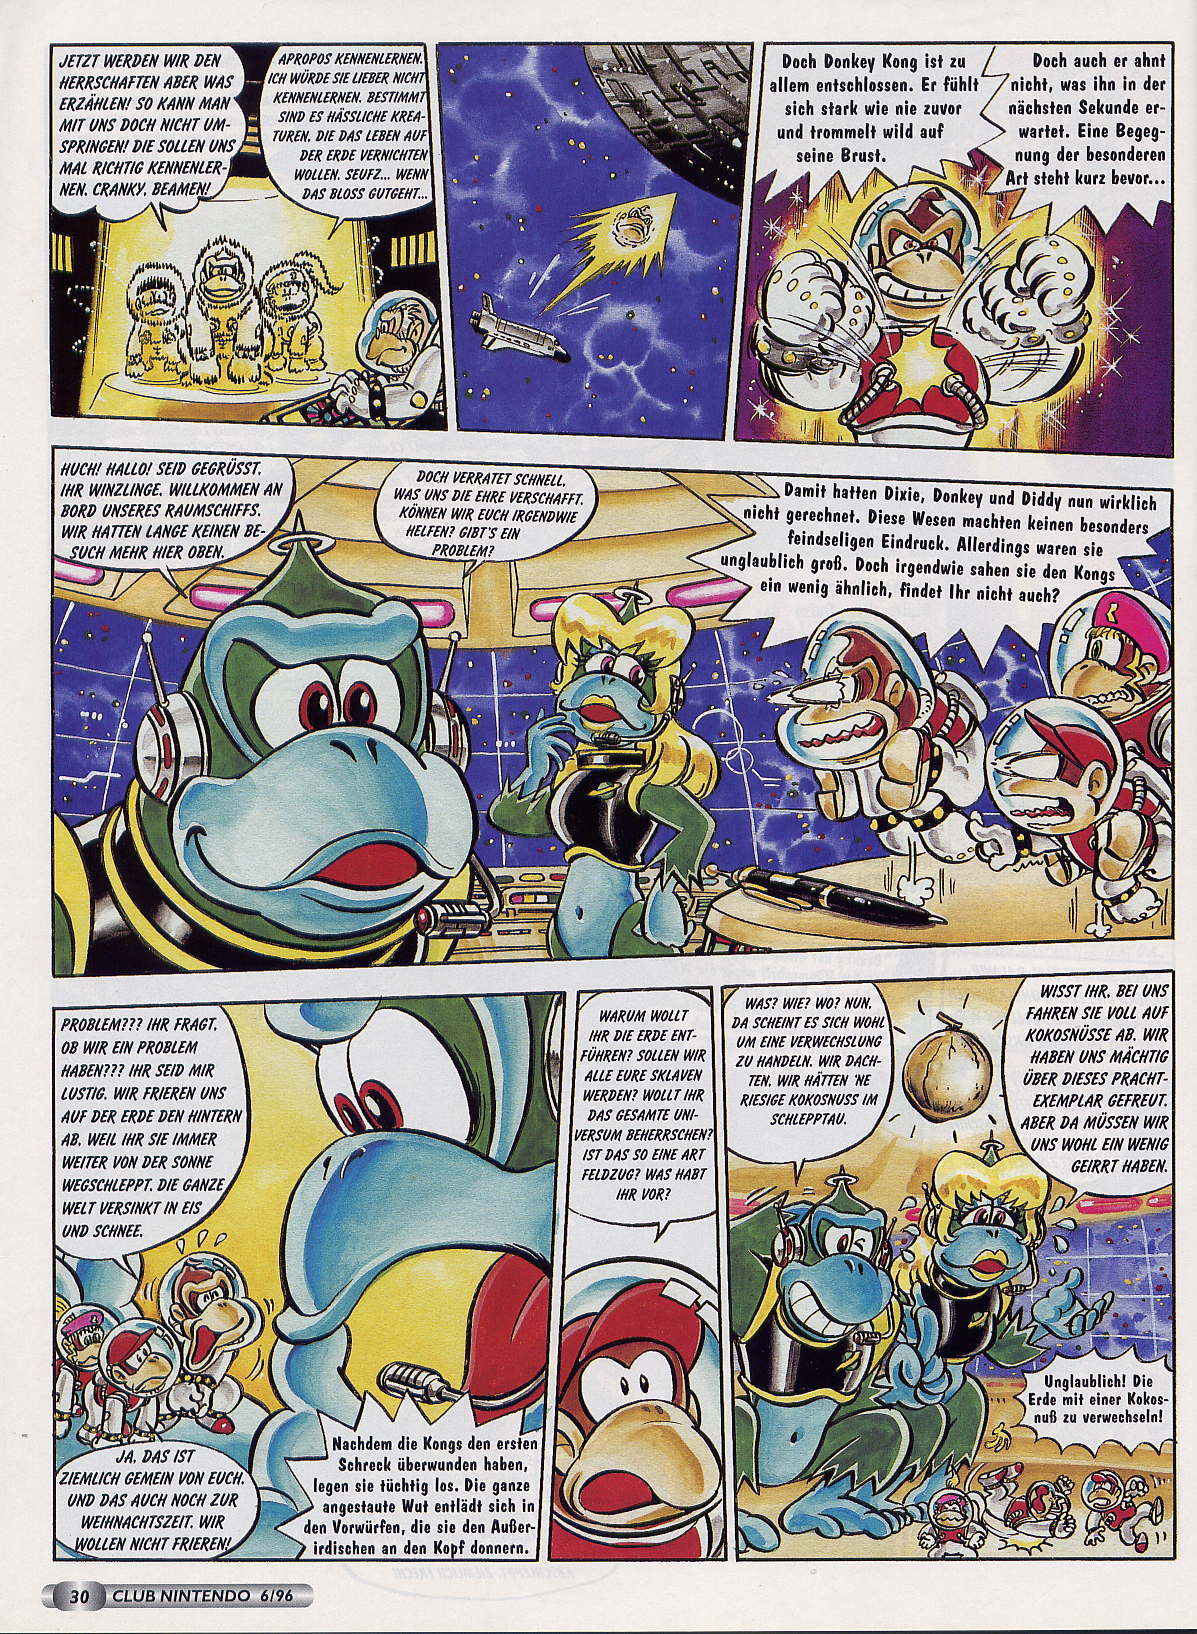 JETZT WERDEN WIR DEN
HERRSCHAFTEN ABER WAS
ERZÄHLEN! SO KANN MAN
MIT UNS DOCH NICHT UM-
SPRINGEN! DIE SOLLEN UNS
MAL RICHTIG KENNENLER-
NEN. CRANKY, BEAMEN!
APROPOS KENNENLERNEN.
ICH WÜRDE SIE LIEBER NICHT
KENNENLERNEN. BESTIMMT
SIND ES HÄSSLICHE KREA-
TUREN, DIE DAS LEBEN AUF
DER ERDE VERNICHTEN
WOLLEN. SEUFZ... WENN
DAS BLOSS GUTGEHT...
Doch Donkey Kong ist zu
allem entschlossen. Er fühlt
sich stark wie nie zuvor
und trommelt wild auf
seine Brust.
Doch auch er ahnt
nicht, was ihn in der
nächsten Sekunde er-
wartet. Eine Begeg-
nung der besonderen
Art steht kurz bevor...
HUCH! HALLO! SEID GEGRÜSST,
IHR WINZLINGE. WILLKOMMEN AN
BORD UNSERES RAUMSCHIFFS.
WIR HATTEN LANGE KEINEN BE-
SUCH MEHR HIER OBEN.
DOCH VERRATET SCHNELL,
WAS UNS DIE EHRE VERSCHAFFT.
KÖNNEN WIR EUCH IRGENDWIE
HELFEN? GIBT'S EIN
PROBLEM?
Damit hatten Dixie, Donkey und Diddy nun wirklich
nicht gerechnet. Diese Wesen machten keinen besonders
feindseligen Eindruck. Allerdings waren sie
unglaublich groß. Doch irgendwie sahen sie den Kongs
ein wenig ähnlich, findet Ihr nicht auch?
PROBLEM??? IHR FRAGT,
OB WIR EIN PROBLEM
HABEN??? IHR SEID MIR
LUSTIG. WIR FRIEREN UNS
AUF DER ERDE DEN HINTERN
AB, WEIL IHR SIE IMMER
WEITER VON DER SONNE
WEGSCHLEPPT. DIE GANZE
WELT VERSINKT IN EIS
UND SCHNEE.
JA, DAS IST
ZIEMLICH GEMEIN VON EUCH,
UND DAS AUCH NOCH ZUR
WEIHNACHTSZEIT. WIR
WOLLEN NICHT FRIEREN!
Nachdem die Kongs den ersten
Schreck überwunden haben,
legen sie tüchtig los. Die ganze
angestaute Wut entlädt sich in
den Vorwürfen, die sie den Außer-
irdischen an den Kopf donnern.
WARUM WOLLT
IHR DIE ERDE ENT-
FÜHREN? SOLLEN WIR
ALLE EURE SKLAVEN
WERDEN? WOLLT IHR
DAS GESAMTE UNI-
VERSUM BEHERRSCHEN?
IST DAS SO EINE ART
FELDZUG? WAS HABT
IHR VOR?
WAS? WIE? WO? NUN,
DA SCHEINT ES SICH WOHL
UM EINE VERWECHSLUNG
ZU HANDELN. WIR DACH-
TEN, WIR HÄTTEN 'NE
RIESIGE KOKOSNUSS IM
SCHLEPPTAU.
WISST IHR, BEI UNS
FAHREN SIE VOLL AUF
KOKOSNÜSSE AB. WIR
HABEN UNS MÄCHTIG
ÜBER DIESES PRACHT-
EXEMPLAR GEFREUT.
ABER DA MÜSSEN WIR
UNS WOHL EIN WENIG
GEIRRT HABEN.
Unglaublich! Die
Erde mit einer Kokos-
nuß zu verwechseln!
30 CLUB NINTENDO 6/96